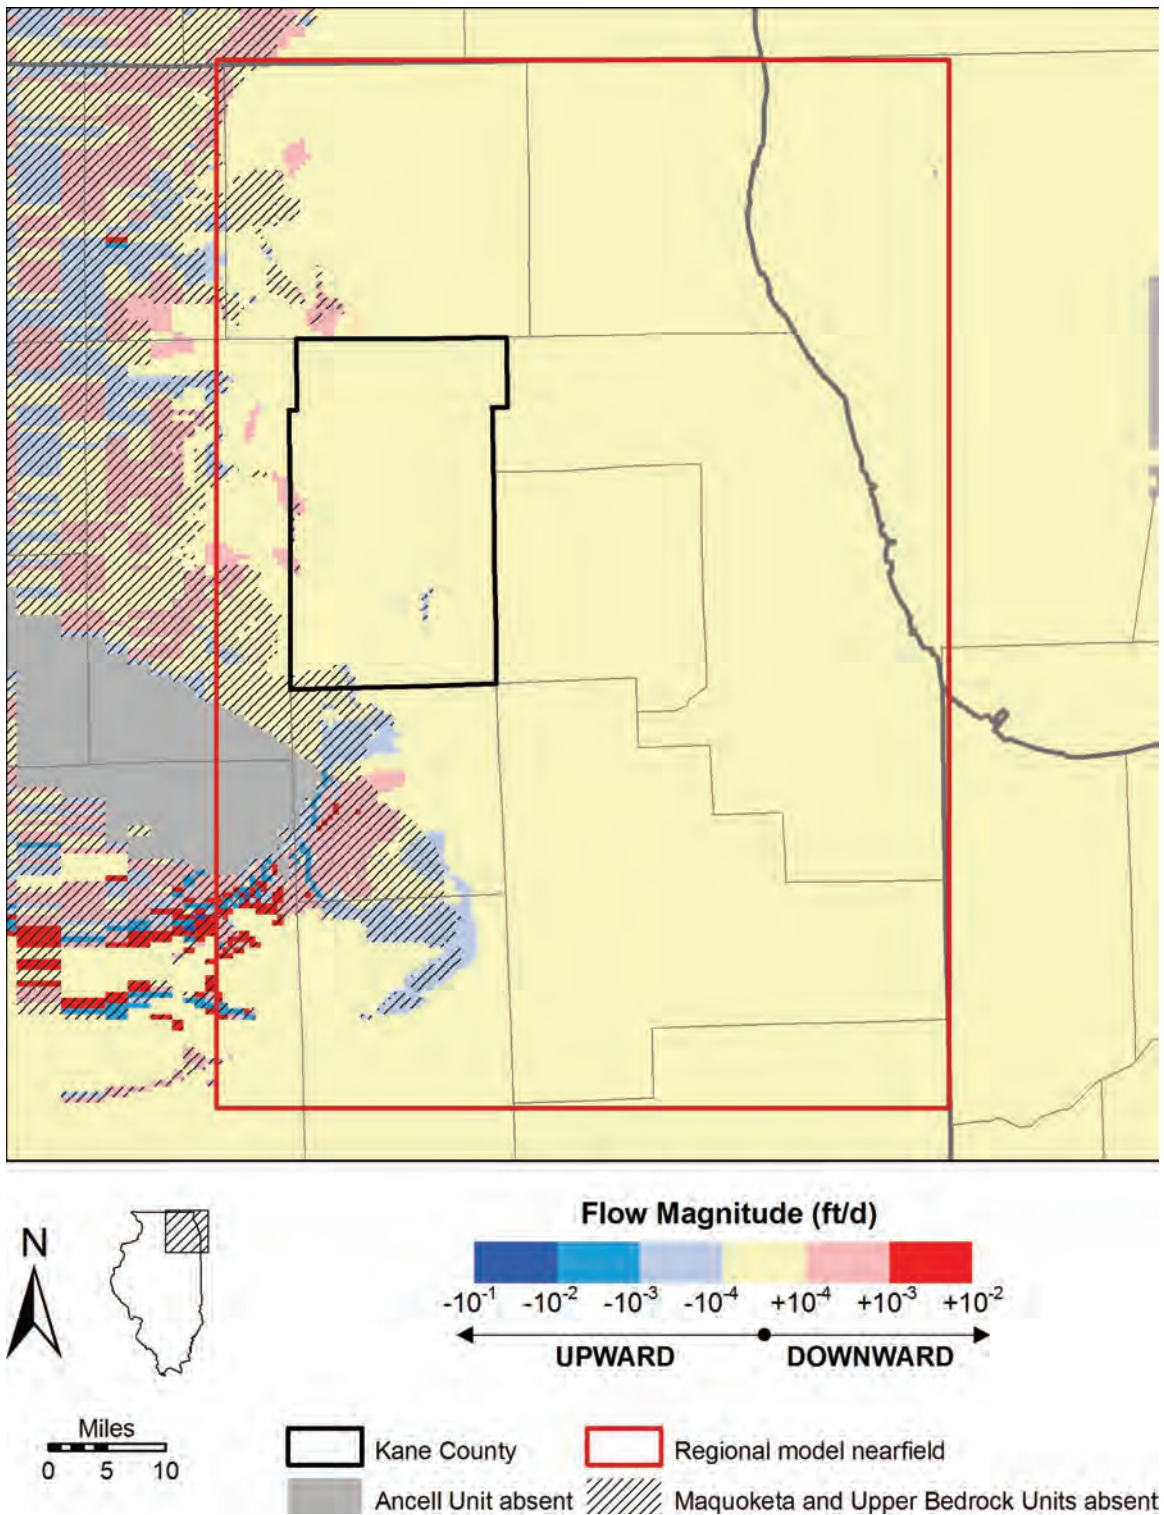 Flow Magnitude (ft/d)
-10-1 -10-2 -10-3 -10-4 +10-4 +10-3 +10-2
UPWARD DOWNWARD
N
Miles
0 5 10
Kane County
Regional model nearfield
Ancell Unit absent
Maquoketa and Upper Bedrock Units absent